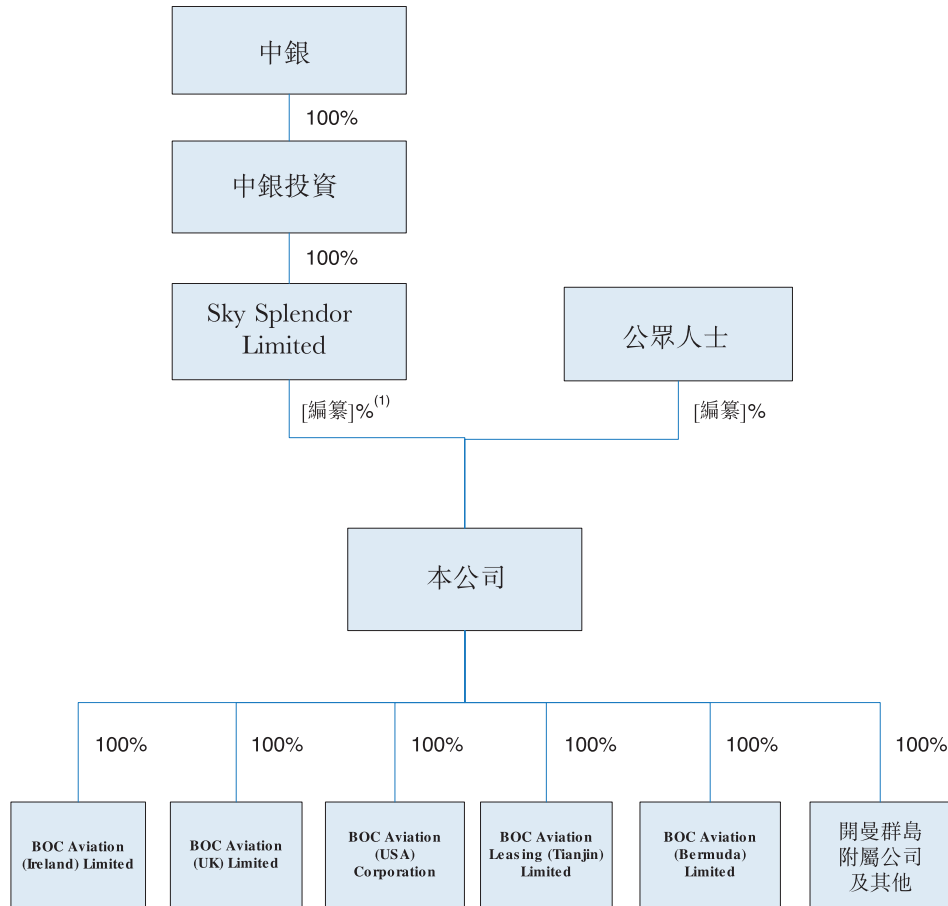 中銀
100%
中銀投資
100%
Sky Splendor
Limited
公眾人士
[編纂]%(1)
[編纂]%
本公司
100%
100%
100%
100%
100%
100%
BOC Aviation
(Ireland) Limited
BOC Aviation
(UK) Limited
BOC Aviation
(USA)
Corporation
BOC Aviation
Leasing (Tianjin)
Limited
BOC Aviation
(Bermuda)
Limited
開曼群島
附屬公司
及其他